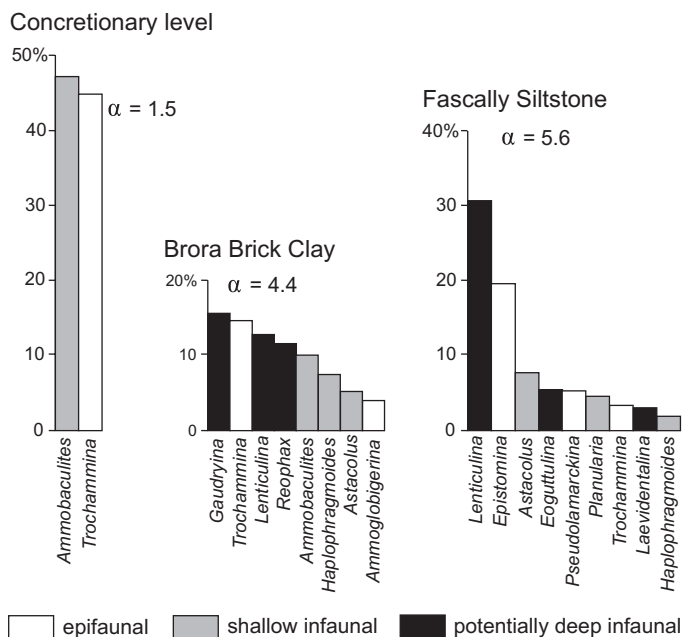 Concretionary level
50%
40
30
20
10
0
α = 1.5
Ammobaculites
Trochammina
Brora Brick Clay
20%
10
0
α = 4.4
Gaudryina
Trochammina
Lenticulina
Reophax
Ammobaculites
Haplophragmoides
Astacolus
Ammoglobigerina
Fascally Siltstone
40%
30
20
10
0
α = 5.6
Lenticulina
Epistomina
Astacolus
Eoguttulina
Pseudolamarckina
Planularia
Trochammina
Laevidentalina
Haplophragmoides
epifaunal
shallow infaunal
potentially deep infaunal